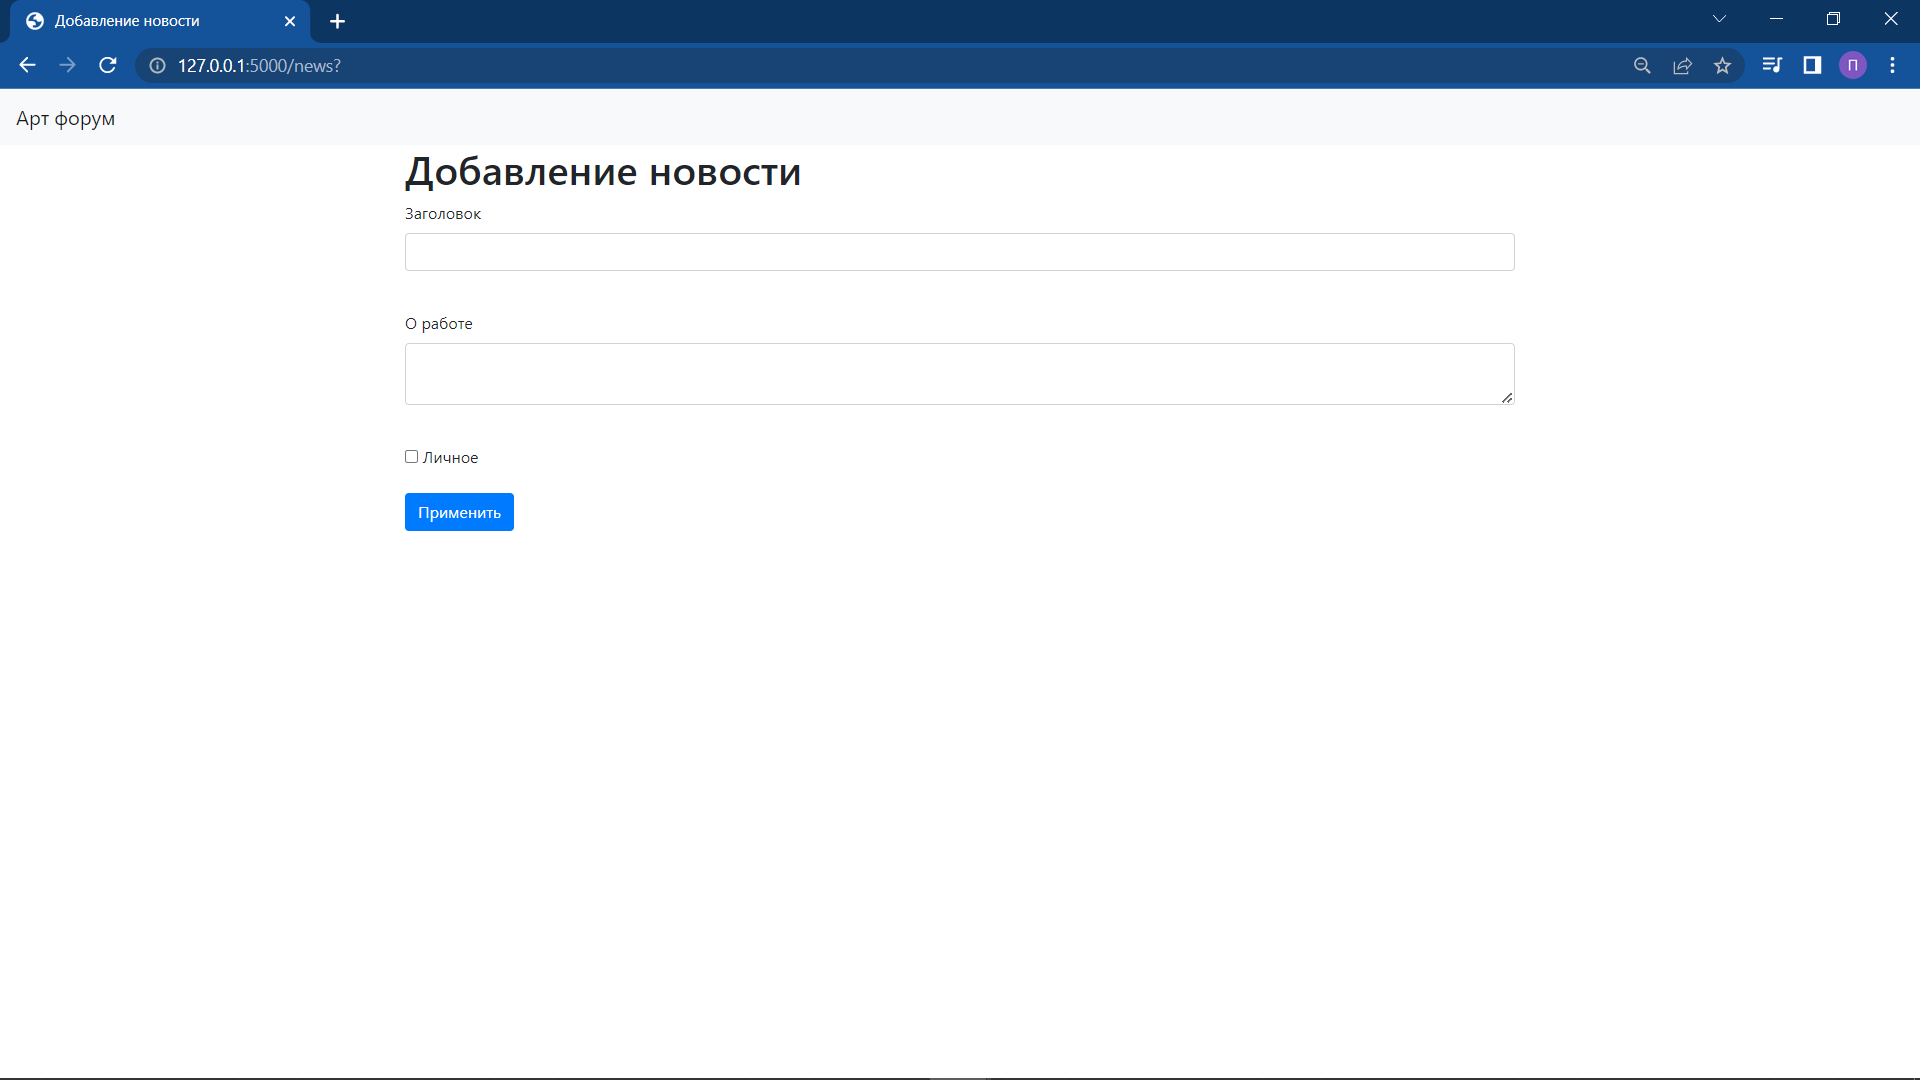 Добавление новости
127.0.0.1:5000/news?
П
Арт форум
Добавление новости
Заголовок
О работе
Личное
Применить